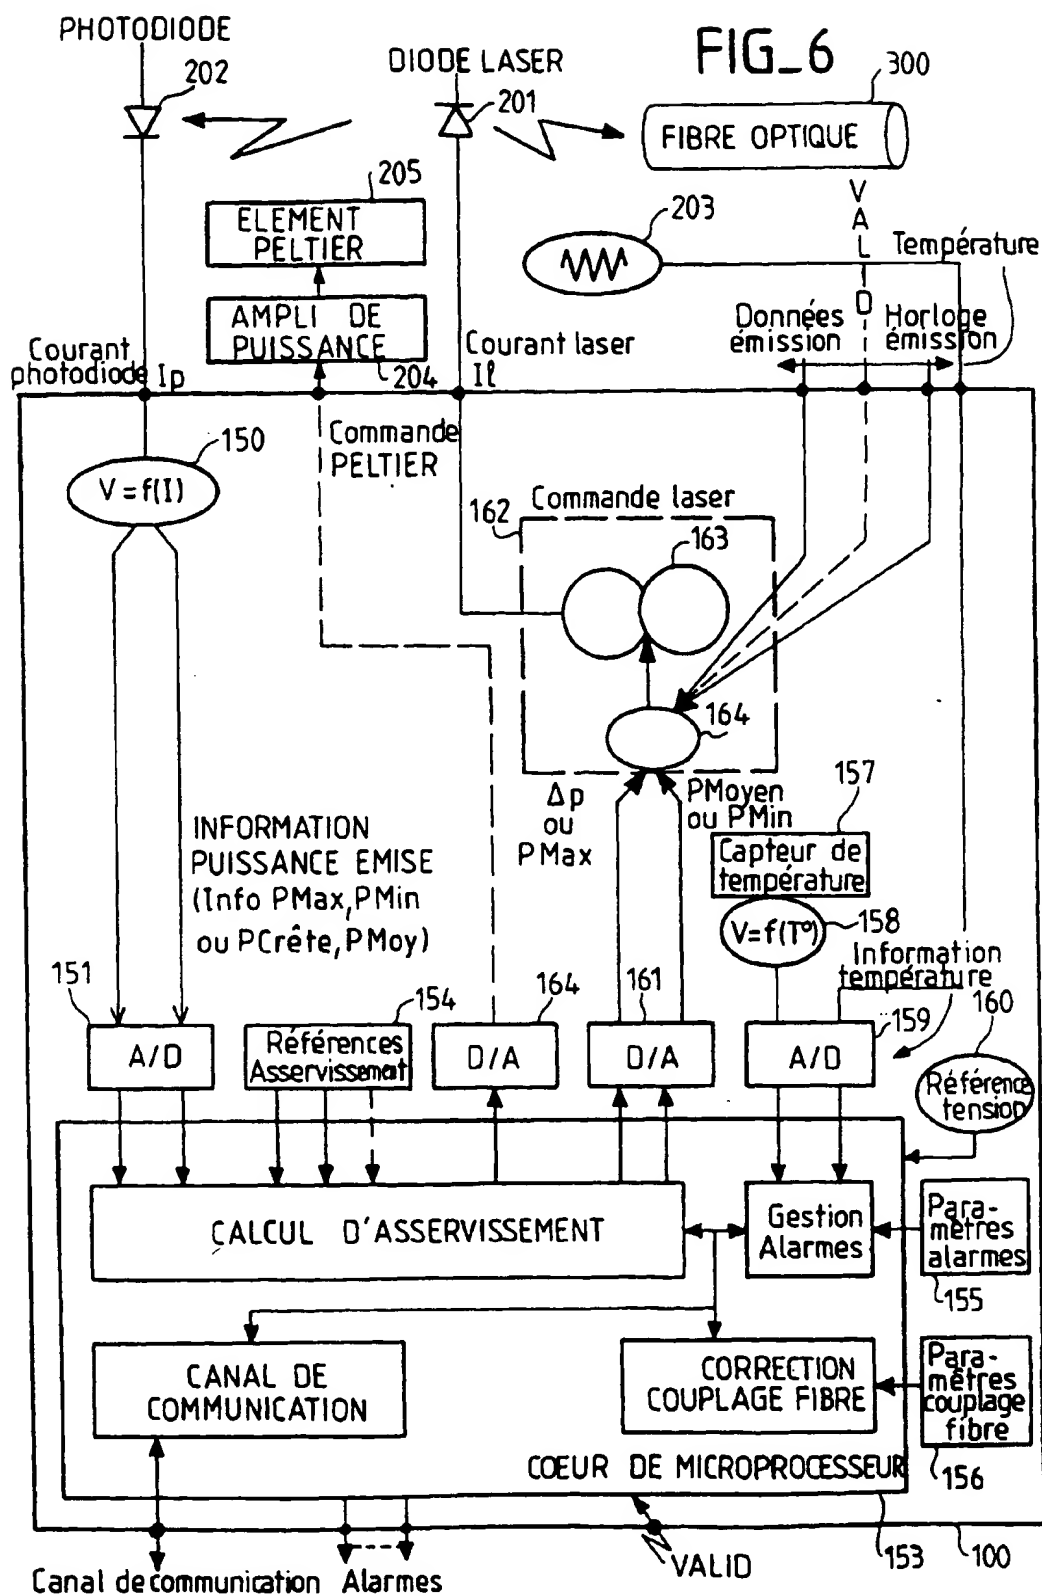 PHOTODIODE
202
DIODE LASER
201
FIG_6
300
FIBRE OPTIQUE
205
ELEMENT
PELTIER
203
VALID
Température
AMPLI DE
PUISSANCE
204
Données
émission
Horloge
émission
Courant
photodiode Ip
Courant laser
Iℓ
Commande
PELTIER
150
V=f(I)
Commande laser
162
163
164
Δp
ou
PMax
PMoyen
ou PMin
157
Capteur de
température
V=f(T°)
158
INFORMATION
PUISSANCE EMISE
(Info PMax, PMin
ou PCrête, PMoy)
Information
température
151
A/D
154
Références
Asservissement
164
D/A
161
D/A
A/D
159
160
Référence
tension
CALCUL D'ASSERVISSEMENT
Gestion
Alarmes
Para-
mètres
alarmes
155
CANAL DE
COMMUNICATION
CORRECTION
COUPLAGE FIBRE
Para-
mêtres
couplage
fibre
156
COEUR DE MICROPROCESSEUR
153
100
VALID
Canal de communication
Alarmes